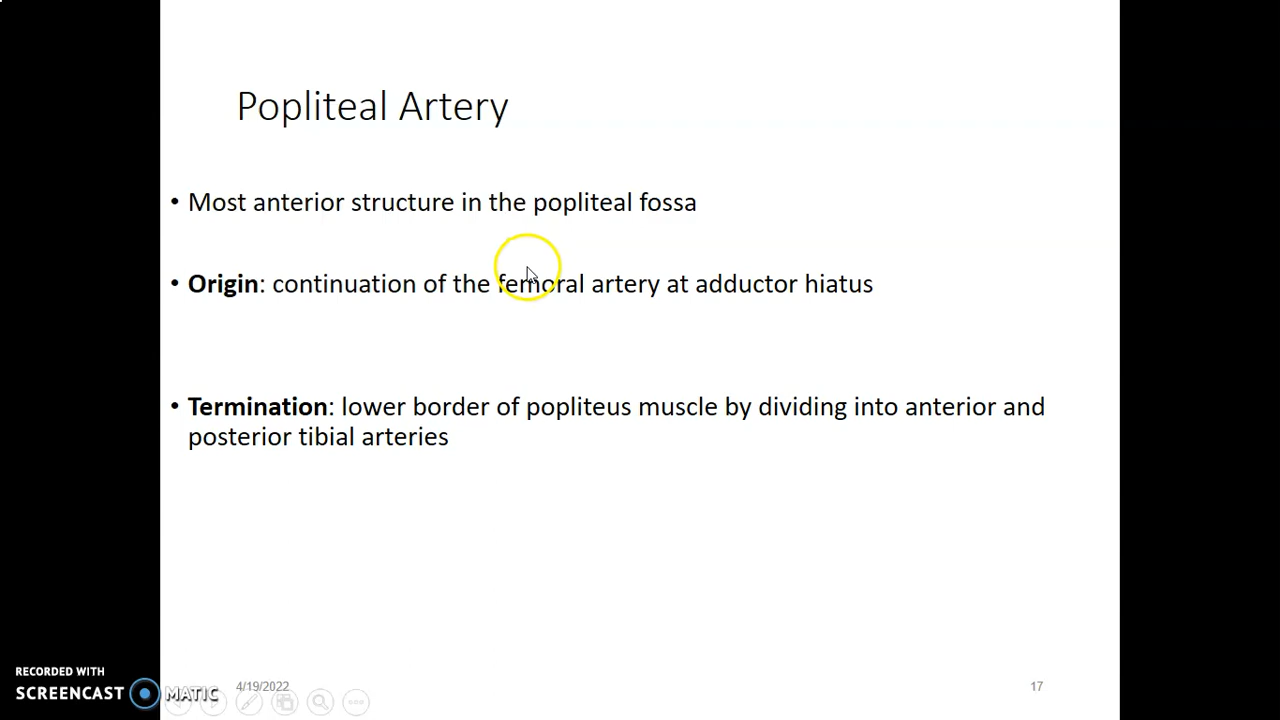 Popliteal Artery
• Most anterior structure in the popliteal fossa
• Origin: continuation of the femoral artery at adductor hiatus
• Termination: lower border of popliteus muscle by dividing into anterior and
posterior tibial arteries
RECORDED WITH
SCREENCAST MATIC
4/19/2022
17